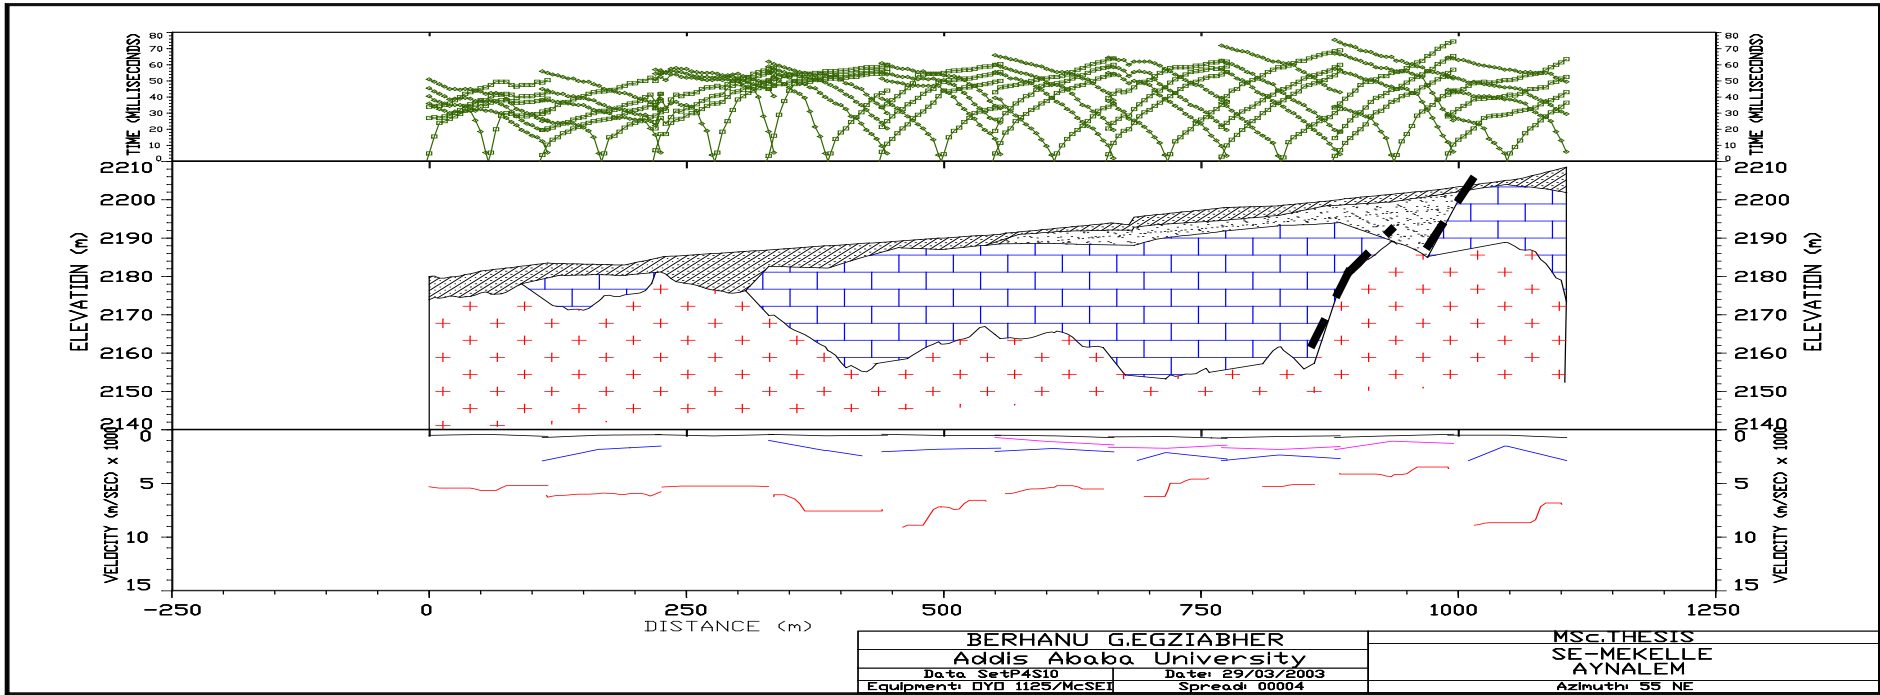 TIME (MILLISECONDS)
80
70
60
50
40
30
20
10
0
TIME (MILLISECONDS)
80
70
60
50
40
30
20
10
0
ELEVATION (m)
2210
2200
2190
2180
2170
2160
2150
2140
ELEVATION (m)
2210
2200
2190
2180
2170
2160
2150
2140
VELOCITY (m/SEC) x 1000
0
5
10
15
VELOCITY (m/SEC) x 1000
0
5
10
15
-250 0 250 500 750 1000 1250
DISTANCE (m)
BERHANU G.EGZIABHER
Addis Ababa University
Data SetP4S10 Date: 29/03/2003
Equipment: OYO 1125/McSEI Spread: 00004
MSc.THESIS
SE-MEKELLE
AYNALEM
Azimuth: 55 NE